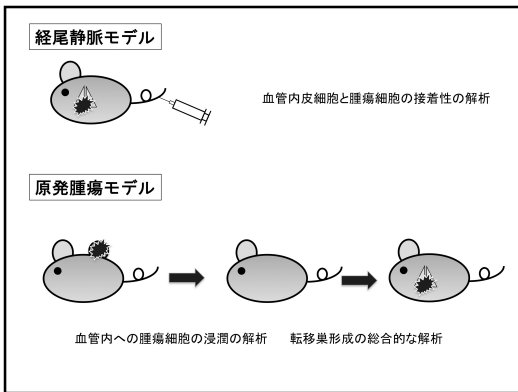 経尾静脈モデル
血管内皮細胞と腫瘍細胞の接着性の解析
原発腫瘍モデル
血管内への腫瘍細胞の浸潤の解析
転移巣形成の総合的な解析